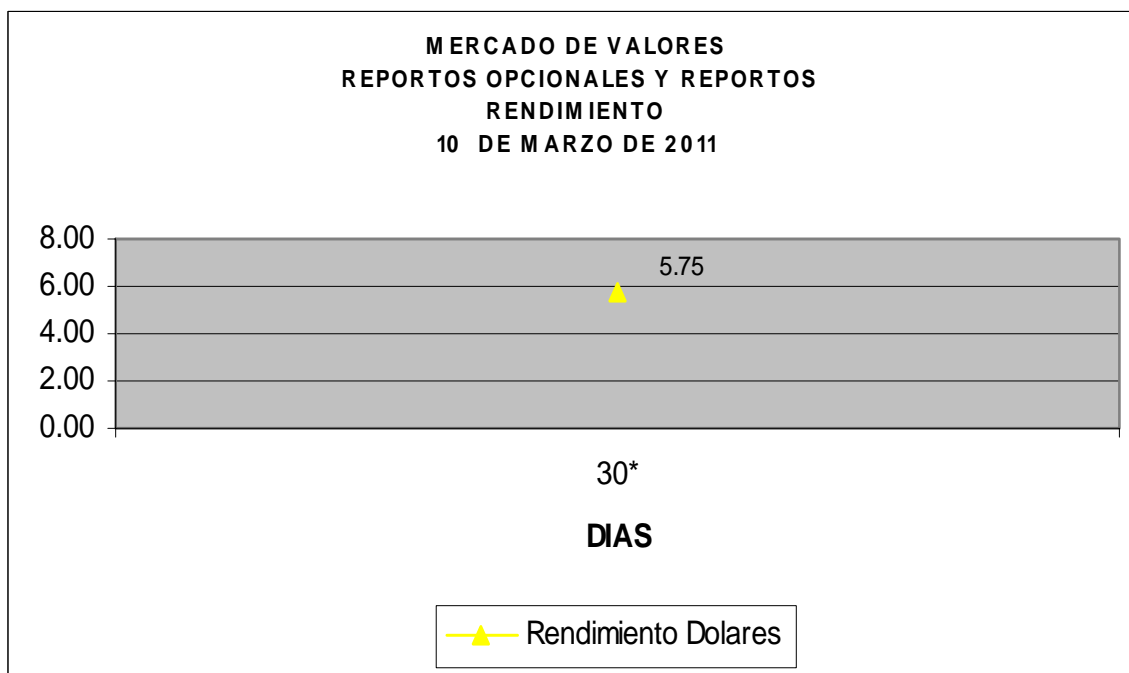 MERCADO DE VALORES
REPORTOS OPCIONALES Y REPORTOS
RENDIMIENTO
10 DE MARZO DE 2011
8.00
5.75
6.00
4.00
2.00
0.00
30*
DIAS
Rendimiento Dolares